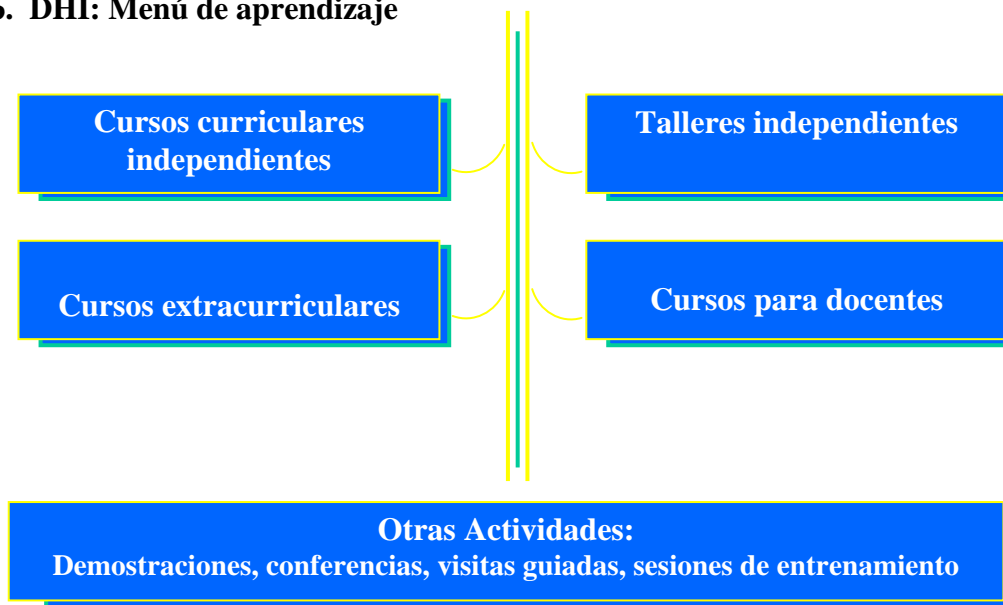 DHI: Menú de aprendizaje
Cursos curriculares
independientes
Talleres independientes
Cursos extracurriculares
Cursos para docentes
Otras Actividades:
Demostraciones, conferencias, visitas guiadas, sesiones de entrenamiento